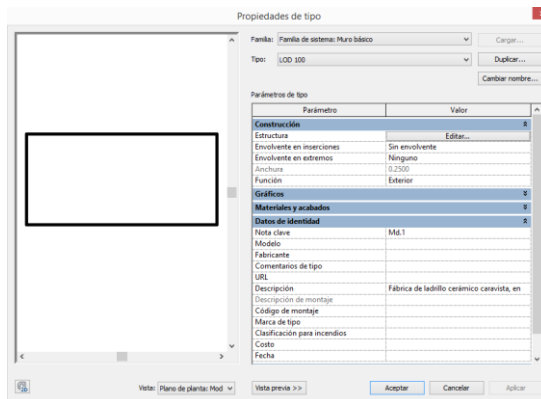 Propiedades de tipo
Familia: Familia de sistema: Muro básico Cargar...
Tipo: LOD 100 Duplicar...
Cambiar nombre...
Parámetros de tipo
Parámetro Valor
Construcción
Estructura Editar...
Envolvente en inserciones Sin envolvente
Envolvente en extremos Ninguno
Anchura 0.2500
Función Exterior
Gráficos
Materiales y acabados
Datos de identidad
Nota clave Md.1
Modelo
Fabricante
Comentarios de tipo
URL
Descripción Fábrica de ladrillo cerámico caravista, en
Descripción de montaje
Código de montaje
Marca de tipo
Clasificación para incendios
Costo
Fecha
Vista: Plano de planta: Mod Vista previa >> Aceptar Cancelar Aplicar